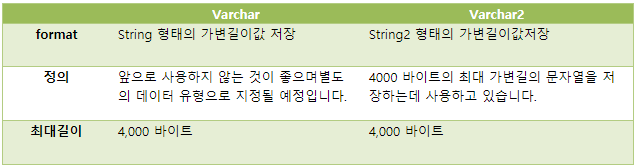 Varchar Varchar2
format String 형태의 가변길이값 저장 String2 형태의 가변길이값저장
정의 앞으로 사용하지 않는 것이 좋으며별도 4000 바이트의 최대 가변길의 문자열을 저
의 데이터 유형으로 지정될 예정입니다. 장하는데 사용하고 있습니다.
최대길이 4,000 바이트 4,000 바이트